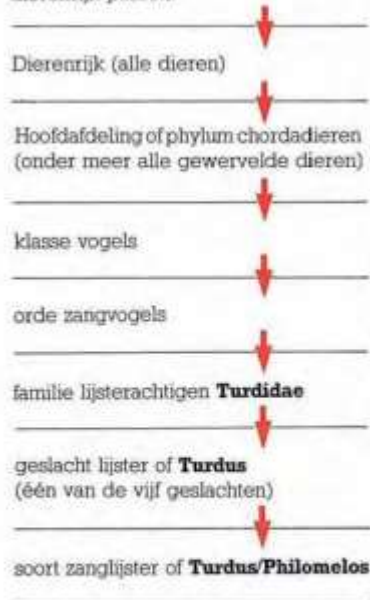 Dierenrijk (alle dieren)
Hoofdafdeling of phylum chordadieren
(onder meer alle gewervelde dieren)
klasse vogels
orde zangvogels
familie lijsterachtigen Turdidae
geslacht lijster of Turdus
(één van de vijf geslachten)
soort zanglijster of Turdus/Philomelos